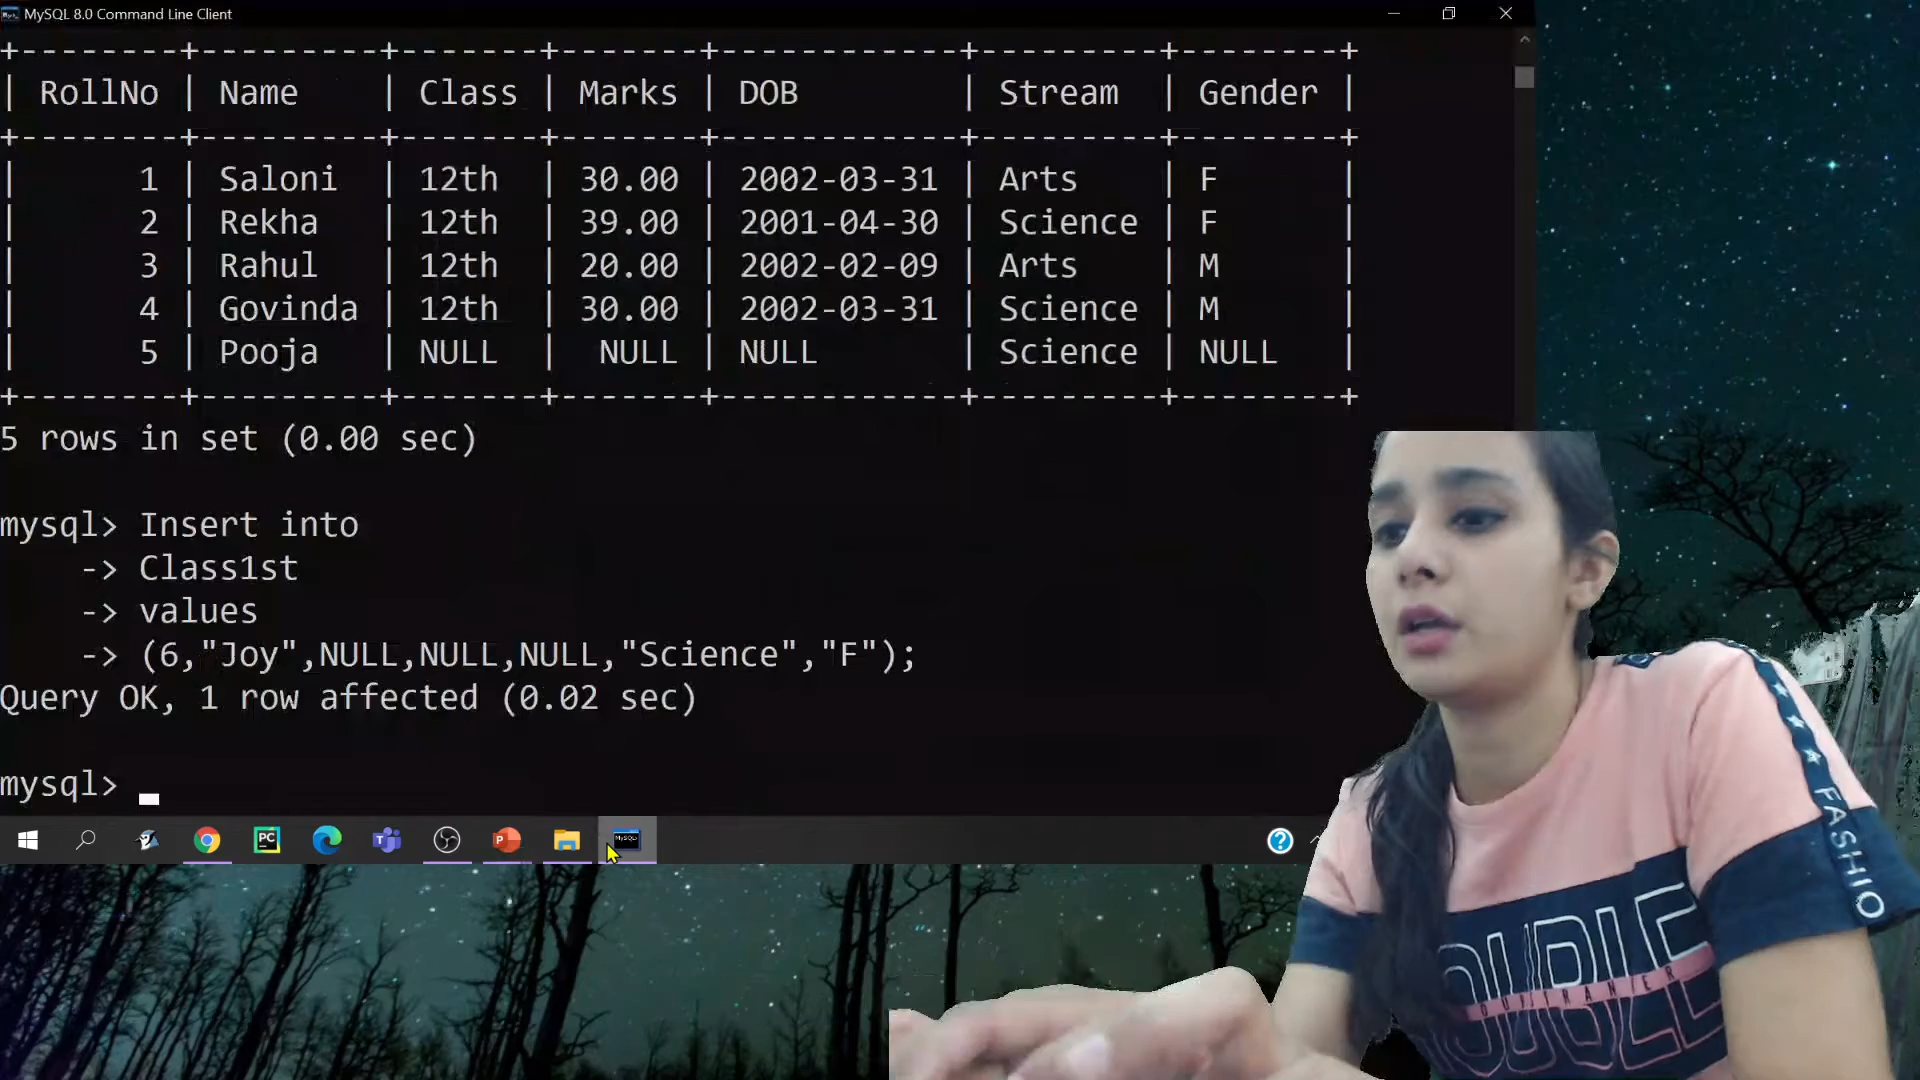 MySQL 8.0 Command Line Client
+--------+---------+-------+-------+------------+---------+--------+
| RollNo | Name    | Class | Marks | DOB        | Stream  | Gender |
+--------+---------+-------+-------+------------+---------+--------+
|      1 | Saloni  | 12th  | 30.00 | 2002-03-31 | Arts    | F      |
|      2 | Rekha   | 12th  | 39.00 | 2001-04-30 | Science | F      |
|      3 | Rahul   | 12th  | 20.00 | 2002-02-09 | Arts    | M      |
|      4 | Govinda | 12th  | 30.00 | 2002-03-31 | Science | M      |
|      5 | Pooja   | NULL  |  NULL | NULL       | Science | NULL   |
+--------+---------+-------+-------+------------+---------+--------+
5 rows in set (0.00 sec)
mysql> Insert into
    -> Class1st
    -> values
    -> (6,"Joy",NULL,NULL,NULL,"Science","F");
Query OK, 1 row affected (0.02 sec)
mysql>
PC
T
P
MySQL
?
FASHIO
OUBLE